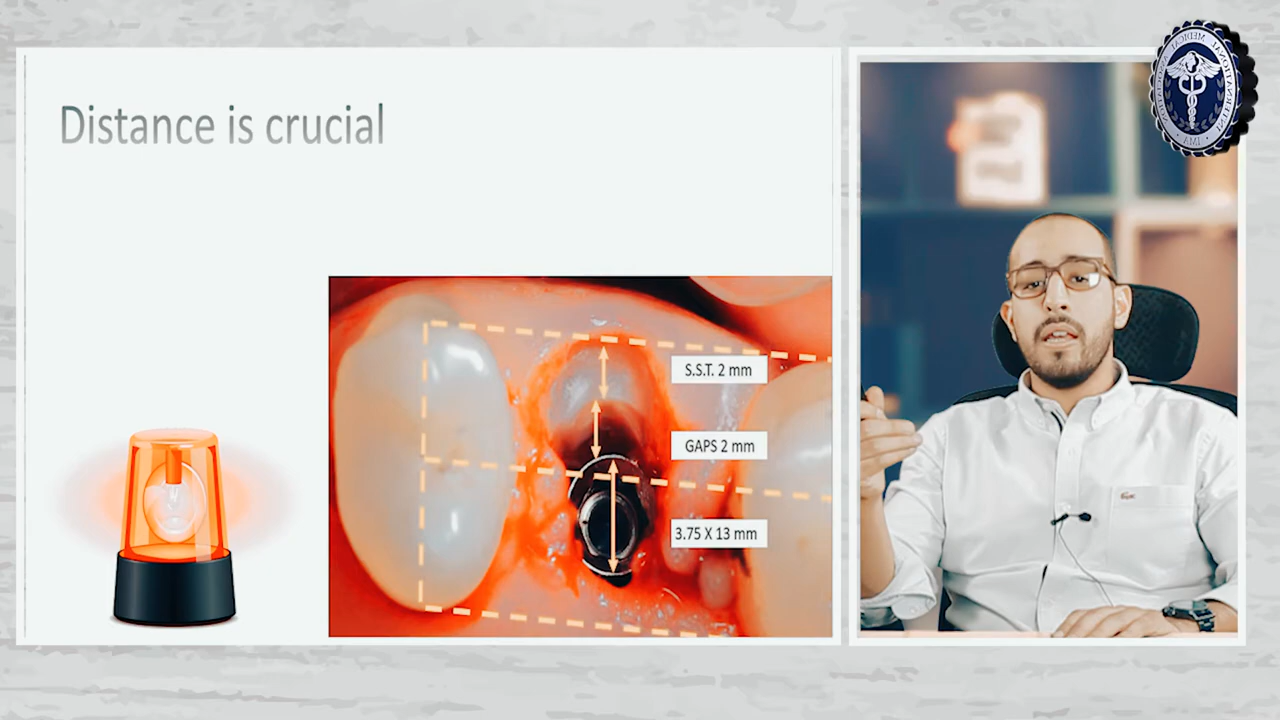 Distance is crucial
S.S.T. 2 mm
GAPS 2 mm
3.75 X 13 mm